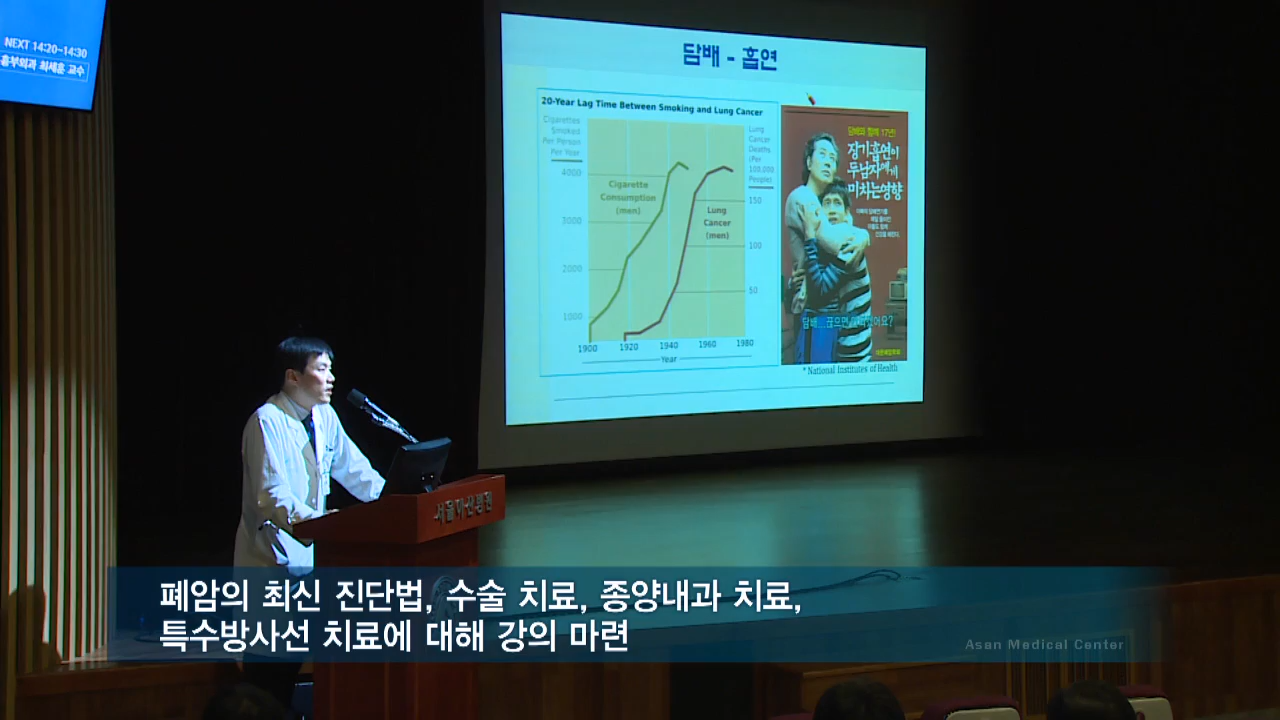 NEXT 14:20~14:30
흉부외과 최세훈 교수
담배 - 흡연
20-Year Lag Time Between Smoking and Lung Cancer
Cigarettes
Smoked
Per Person
Per Year
4000
3000
2000
1000
Cigarette
Consumption
(men)
Lung
Cancer
(men)
Lung
Cancer
Deaths
(Per
100,000
People)
150
100
50
1900 1920 1940 1960 1980
Year
담배와 함께 17년!
장기흡연이
두남자에게
미치는영향
* National Institutes of Health
서울아산병원
폐암의 최신 진단법, 수술 치료, 종양내과 치료,
특수방사선 치료에 대해 강의 마련
Asan Medical Center